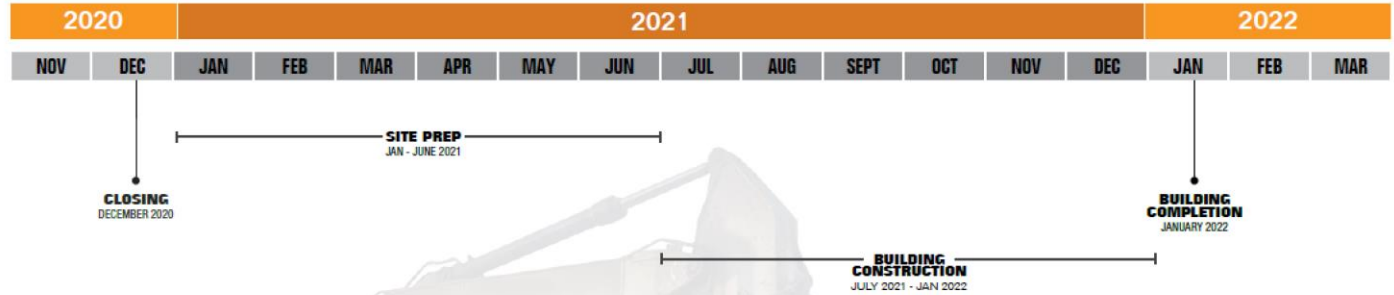 2020 2021 2022
NOV DEC JAN FEB MAR APR MAY JUN JUL AUG SEPT OCT NOV DEC JAN FEB MAR
SITE PREP
JAN - JUNE 2021
CLOSING
DECEMBER 2020
BUILDING
COMPLETION
JANUARY 2022
BUILDING
CONSTRUCTION
JULY 2021 - JAN 2022